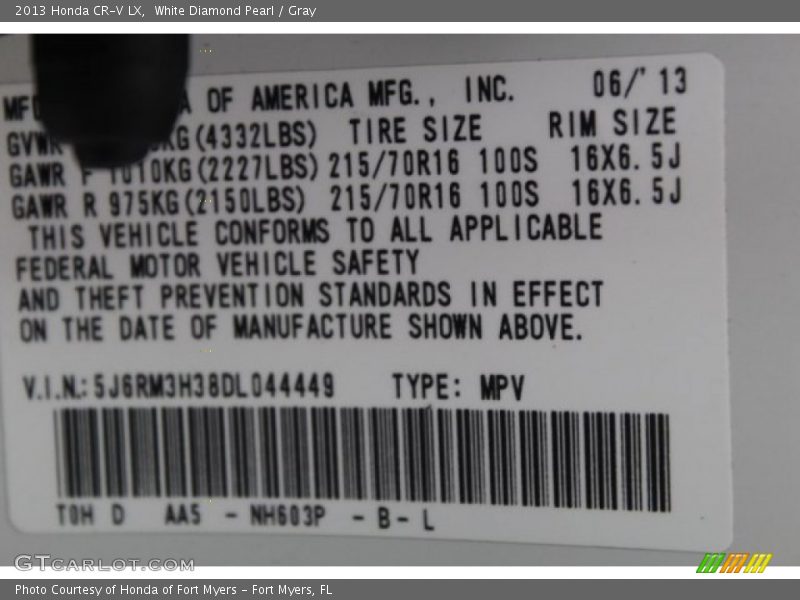 2013 Honda CR-V LX, White Diamond Pearl / Gray
A OF AMERICA MFG., INC. 06/'13
GVWR KG(4332LBS) TIRE SIZE RIM SIZE
GAWR F 1010KG(2227LBS) 215/70R16 100S 16X6.5J
GAWR R 975KG(2150LBS) 215/70R16 100S 16X6.5J
THIS VEHICLE CONFORMS TO ALL APPLICABLE
FEDERAL MOTOR VEHICLE SAFETY
AND THEFT PREVENTION STANDARDS IN EFFECT
ON THE DATE OF MANUFACTURE SHOWN ABOVE.
V.I.N.: 5J6RM3H38DL044449 TYPE: MPV
T0H D AA5 - NH603P - B - L
GTCARLOT.COM
Photo Courtesy of Honda of Fort Myers - Fort Myers, FL